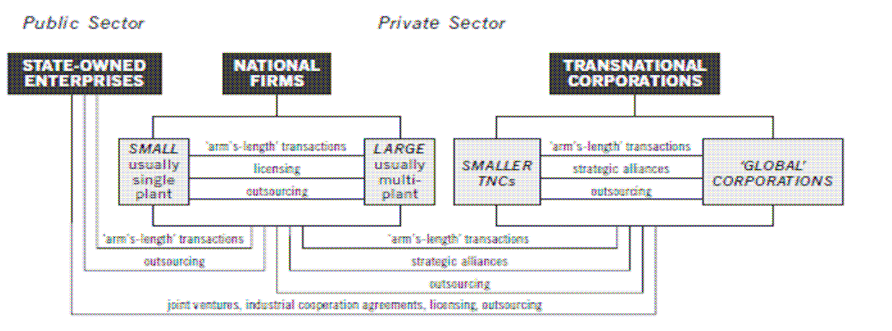 Public Sector
Private Sector
STATE-OWNED
ENTERPRISES
NATIONAL
FIRMS
TRANSNATIONAL
CORPORATIONS
SMALL
usually
single
plant
'arm's-length' transactions
licensing
outsourcing
LARGE
usually
multi-
plant
SMALLER
TNCs
'arm's-length' transactions
strategic alliances
outsourcing
'GLOBAL'
CORPORATIONS
'arm's-length' transactions
outsourcing
'arm's-length' transactions
strategic alliances
outsourcing
joint ventures, industrial cooperation agreements, licensing, outsourcing